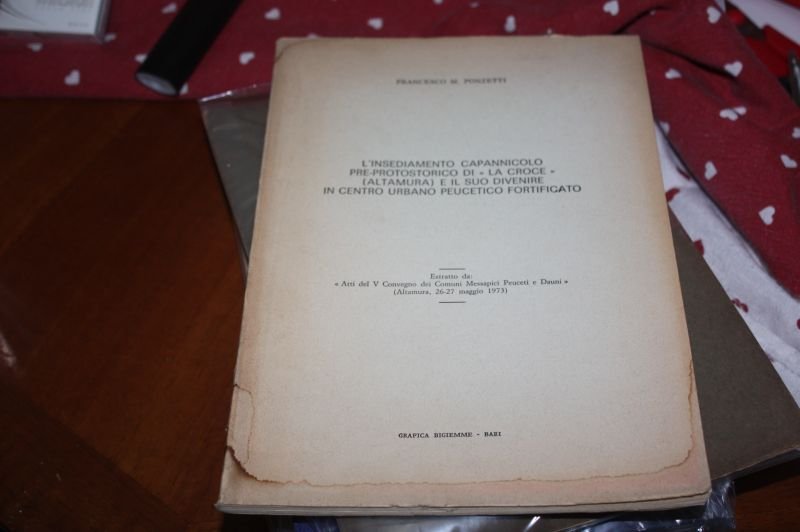 FRANCESCO M. PONZETTI
L'INSEDIAMENTO CAPANNICOLO
PRE-PROTOSTORICO DI « LA CROCE »
(ALTAMURA) E IL SUO DIVENIRE
IN CENTRO URBANO PEUCETICO FORTIFICATO
Estratto da:
« Atti del V Convegno dei Comuni Messapici Peuceti e Dauni »
(Altamura, 26-27 maggio 1973)
GRAFICA BIGIEMME - BARI